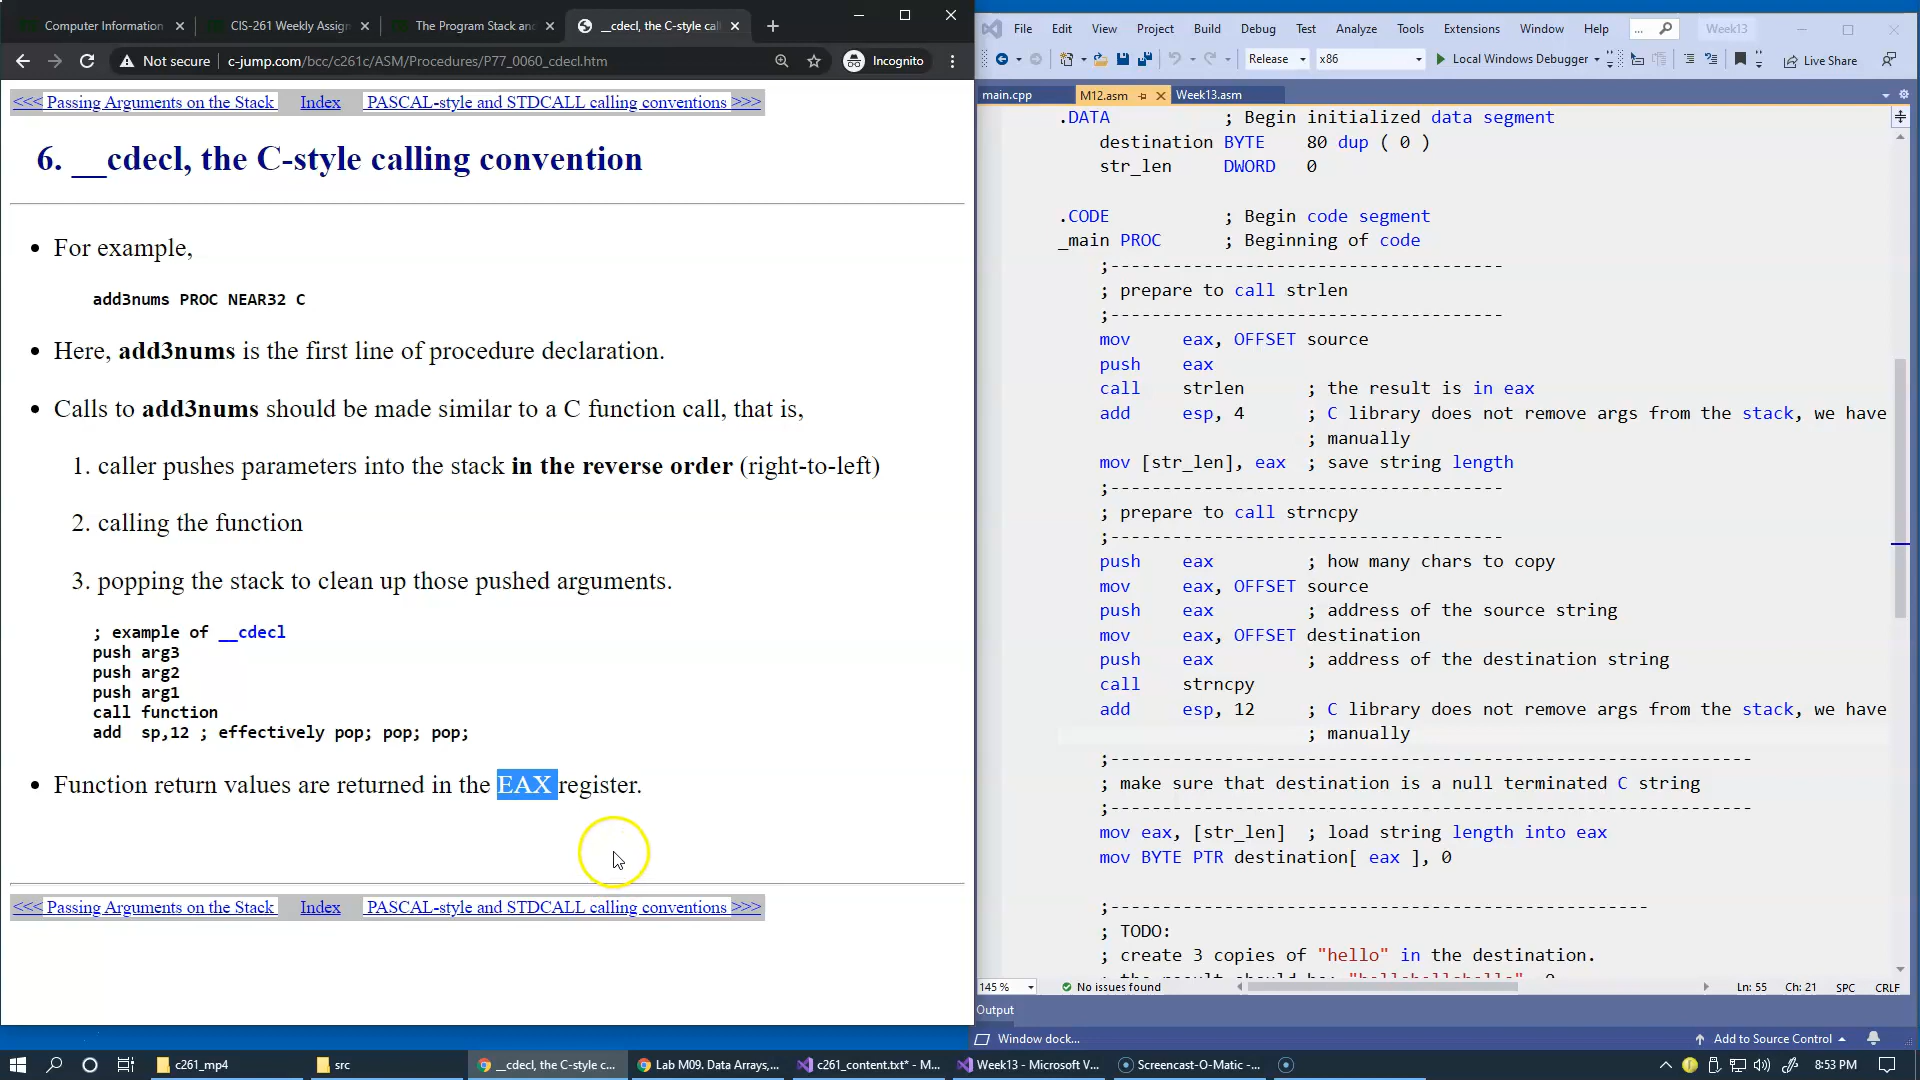 Computer Information
CIS-261 Weekly Assign
The Program Stack and
__cdecl, the C-style cal
Not secure
c-jump.com/bcc/c261c/ASM/Procedures/P77_0060_cdecl.htm
Incognito
<<< Passing Arguments on the Stack Index PASCAL-style and STDCALL calling conventions >>>
6. __cdecl, the C-style calling convention
• For example,
add3nums PROC NEAR32 C
• Here, add3nums is the first line of procedure declaration.
• Calls to add3nums should be made similar to a C function call, that is,
1. caller pushes parameters into the stack in the reverse order (right-to-left)
2. calling the function
3. popping the stack to clean up those pushed arguments.
; example of __cdecl
push arg3
push arg2
push arg1
call function
add sp,12 ; effectively pop; pop; pop;
• Function return values are returned in the EAX register.
<<< Passing Arguments on the Stack Index PASCAL-style and STDCALL calling conventions >>>
File Edit View Project Build Debug Test Analyze Tools Extensions Window Help ... Week13
Release x86 Local Windows Debugger Live Share
main.cpp M12.asm Week13.asm
.DATA ; Begin initialized data segment
destination BYTE 80 dup ( 0 )
str_len DWORD 0
.CODE ; Begin code segment
_main PROC ; Beginning of code
;--------------------------------------
; prepare to call strlen
;--------------------------------------
mov eax, OFFSET source
push eax
call strlen ; the result is in eax
add esp, 4 ; C library does not remove args from the stack, we have
; manually
mov [str_len], eax ; save string length
;--------------------------------------
; prepare to call strncpy
;--------------------------------------
push eax ; how many chars to copy
mov eax, OFFSET source
push eax ; address of the source string
mov eax, OFFSET destination
push eax ; address of the destination string
call strncpy
add esp, 12 ; C library does not remove args from the stack, we have
; manually
;--------------------------------------------------------------
; make sure that destination is a null terminated C string
;--------------------------------------------------------------
mov eax, [str_len] ; load string length into eax
mov BYTE PTR destination[ eax ], 0
;----------------------------------------------------
; TODO:
; create 3 copies of "hello" in the destination.
145 % No issues found Ln: 55 Ch: 21 SPC CRLF
Output
Window dock... Add to Source Control
c261_mp4
src
__cdecl, the C-style c...
Lab M09. Data Arrays,...
c261_content.txt* - M...
Week13 - Microsoft V...
Screencast-O-Matic -...
8:53 PM